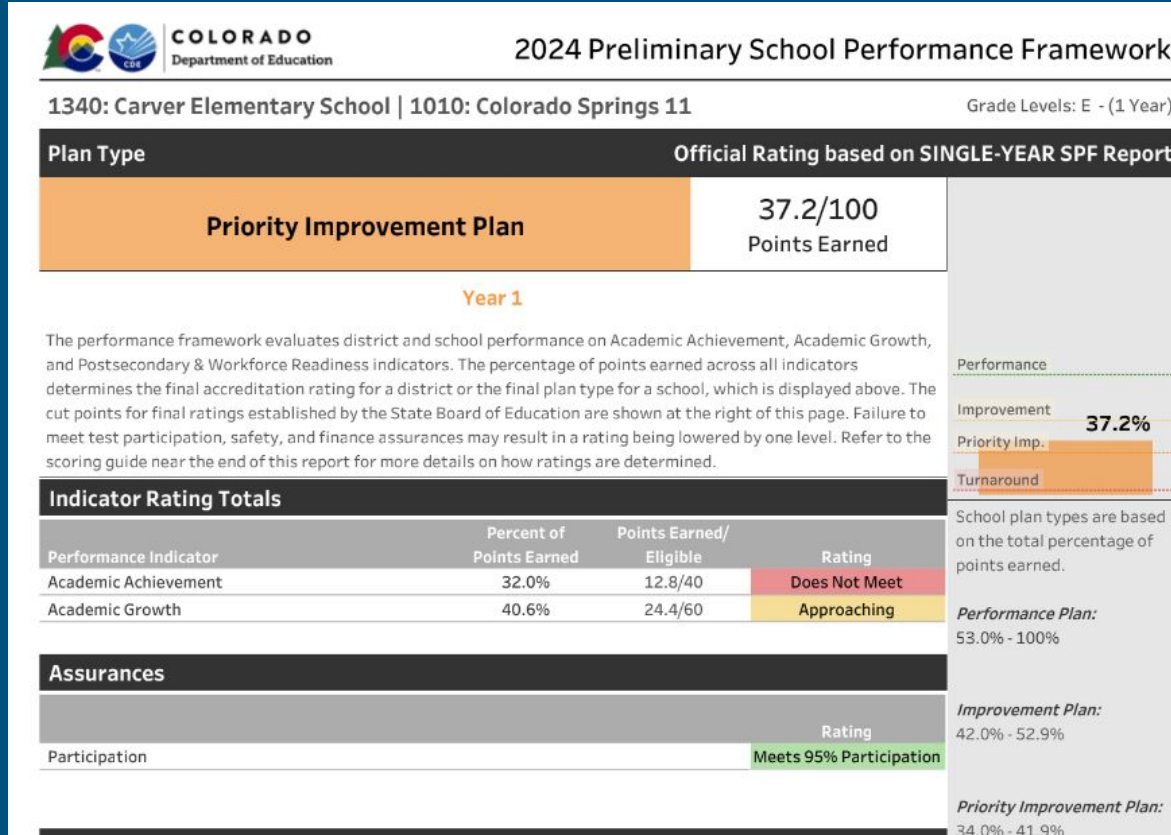 COLORADO
Department of Education
CDE
2024 Preliminary School Performance Framework
1340: Carver Elementary School | 1010: Colorado Springs 11
Grade Levels: E - (1 Year)
Plan Type
Official Rating based on SINGLE-YEAR SPF Report
Priority Improvement Plan
37.2/100
Points Earned
Year 1
The performance framework evaluates district and school performance on Academic Achievement, Academic Growth,
and Postsecondary & Workforce Readiness indicators. The percentage of points earned across all indicators
determines the final accreditation rating for a district or the final plan type for a school, which is displayed above. The
cut points for final ratings established by the State Board of Education are shown at the right of this page. Failure to
meet test participation, safety, and finance assurances may result in a rating being lowered by one level. Refer to the
scoring guide near the end of this report for more details on how ratings are determined.
Indicator Rating Totals
Performance Indicator Percent of Points Earned Points Earned/ Eligible Rating
Academic Achievement 32.0% 12.8/40 Does Not Meet
Academic Growth 40.6% 24.4/60 Approaching
Assurances
Rating
Participation Meets 95% Participation
Performance
Improvement
37.2%
Priority Imp.
Turnaround
School plan types are based
on the total percentage of
points earned.
Performance Plan:
53.0% - 100%
Improvement Plan:
42.0% - 52.9%
Priority Improvement Plan:
34.0% - 41.9%